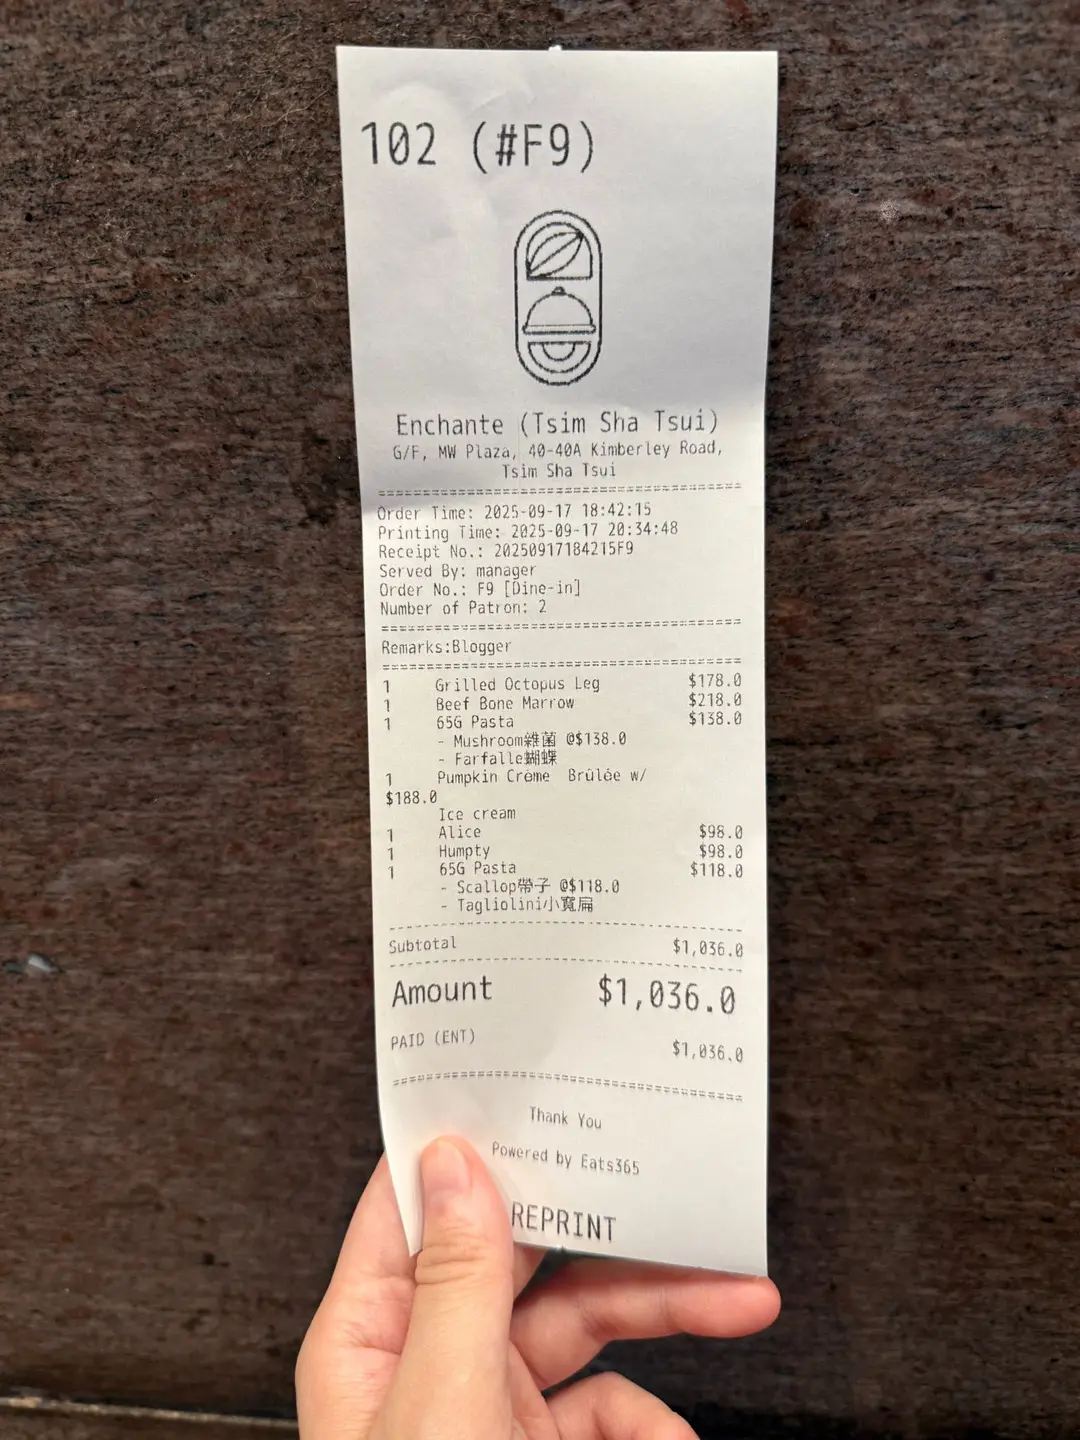 102 (#F9)
Enchante (Tsim Sha Tsui)
G/F, MW Plaza, 40-40A Kimberley Road,
Tsim Sha Tsui
========================================
Order Time: 2025-09-17 18:42:15
Printing Time: 2025-09-17 20:34:48
Receipt No.: 20250917184215F9
Served By: manager
Order No.: F9 [Dine-in]
Number of Patron: 2
========================================
Remarks:Blogger
========================================
1 Grilled Octopus Leg $178.0
1 Beef Bone Marrow $218.0
1 65G Pasta $138.0
- Mushroom雜菌 @$138.0
- Farfalle蝴蝶
1 Pumpkin Crème Brûlée w/
$188.0
Ice cream
1 Alice $98.0
1 Humpty $98.0
1 65G Pasta $118.0
- Scallop帶子 @$118.0
- Tagliolini小寬扁
----------------------------------------
Subtotal $1,036.0
----------------------------------------
Amount $1,036.0
PAID (ENT) $1,036.0
========================================
Thank You
Powered by Eats365
REPRINT